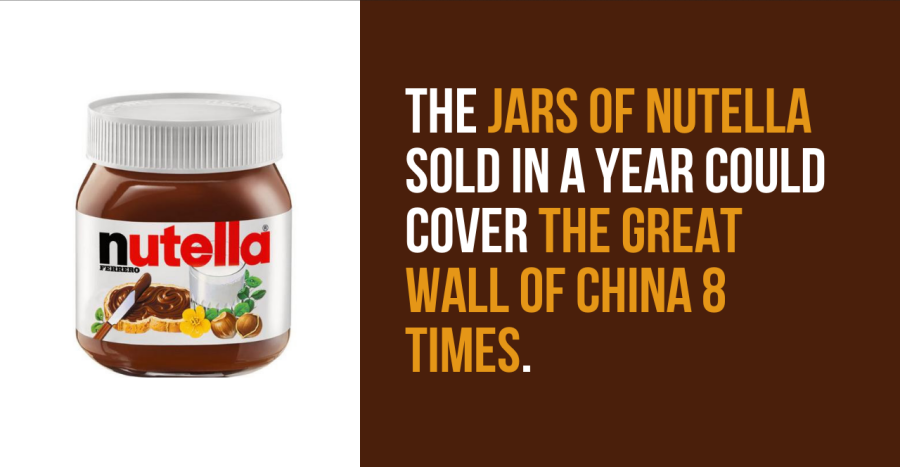 nutella®
FERRERO
THE JARS OF NUTELLA
SOLD IN A YEAR COULD
COVER THE GREAT
WALL OF CHINA 8
TIMES.